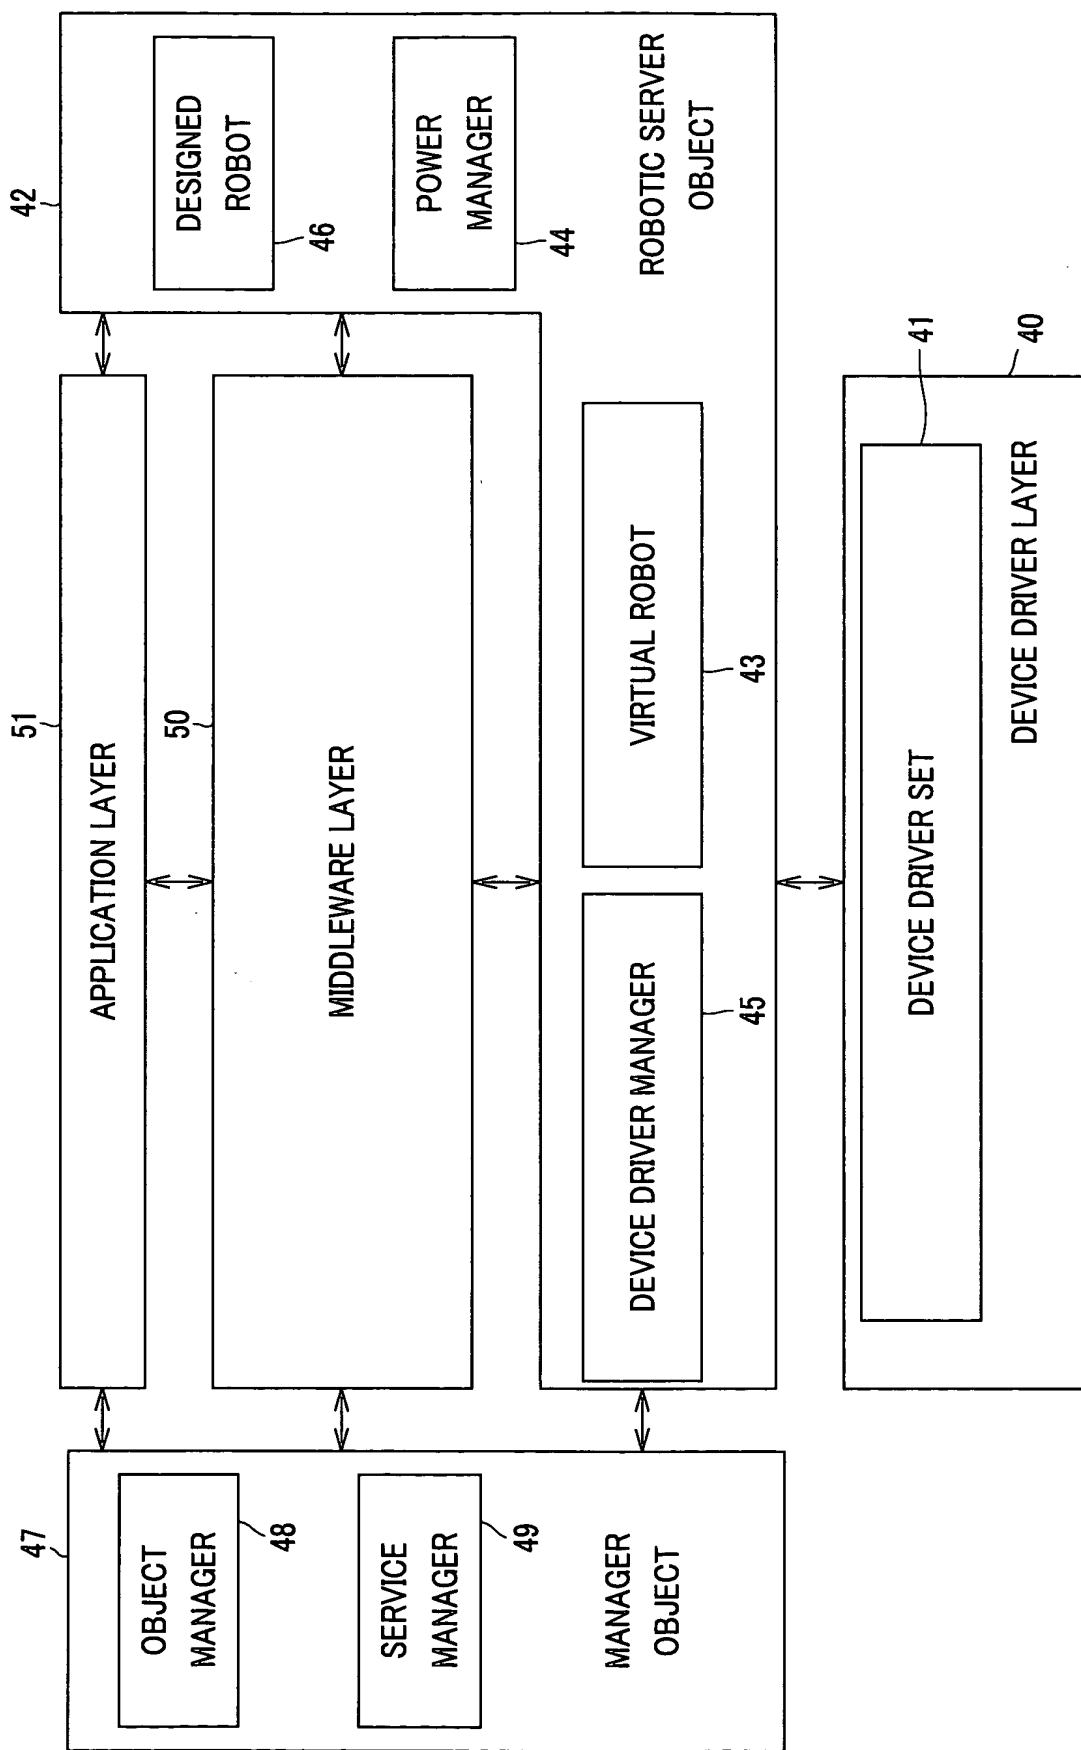 51
APPLICATION LAYER
50
MIDDLEWARE LAYER
47
OBJECT
MANAGER
48
SERVICE
MANAGER
49
MANAGER
OBJECT
42
DESIGNED
ROBOT
46
POWER
MANAGER
44
ROBOTIC SERVER
OBJECT
DEVICE DRIVER MANAGER
45
VIRTUAL ROBOT
43
41
DEVICE DRIVER SET
40
DEVICE DRIVER LAYER